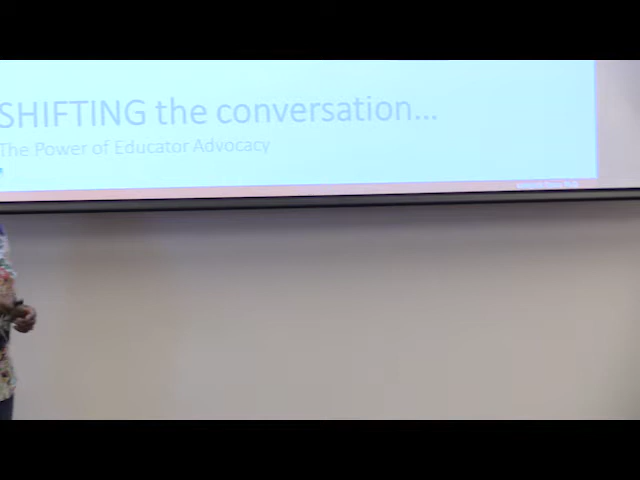 SHIFTING the conversation...
The Power of Educator Advocacy